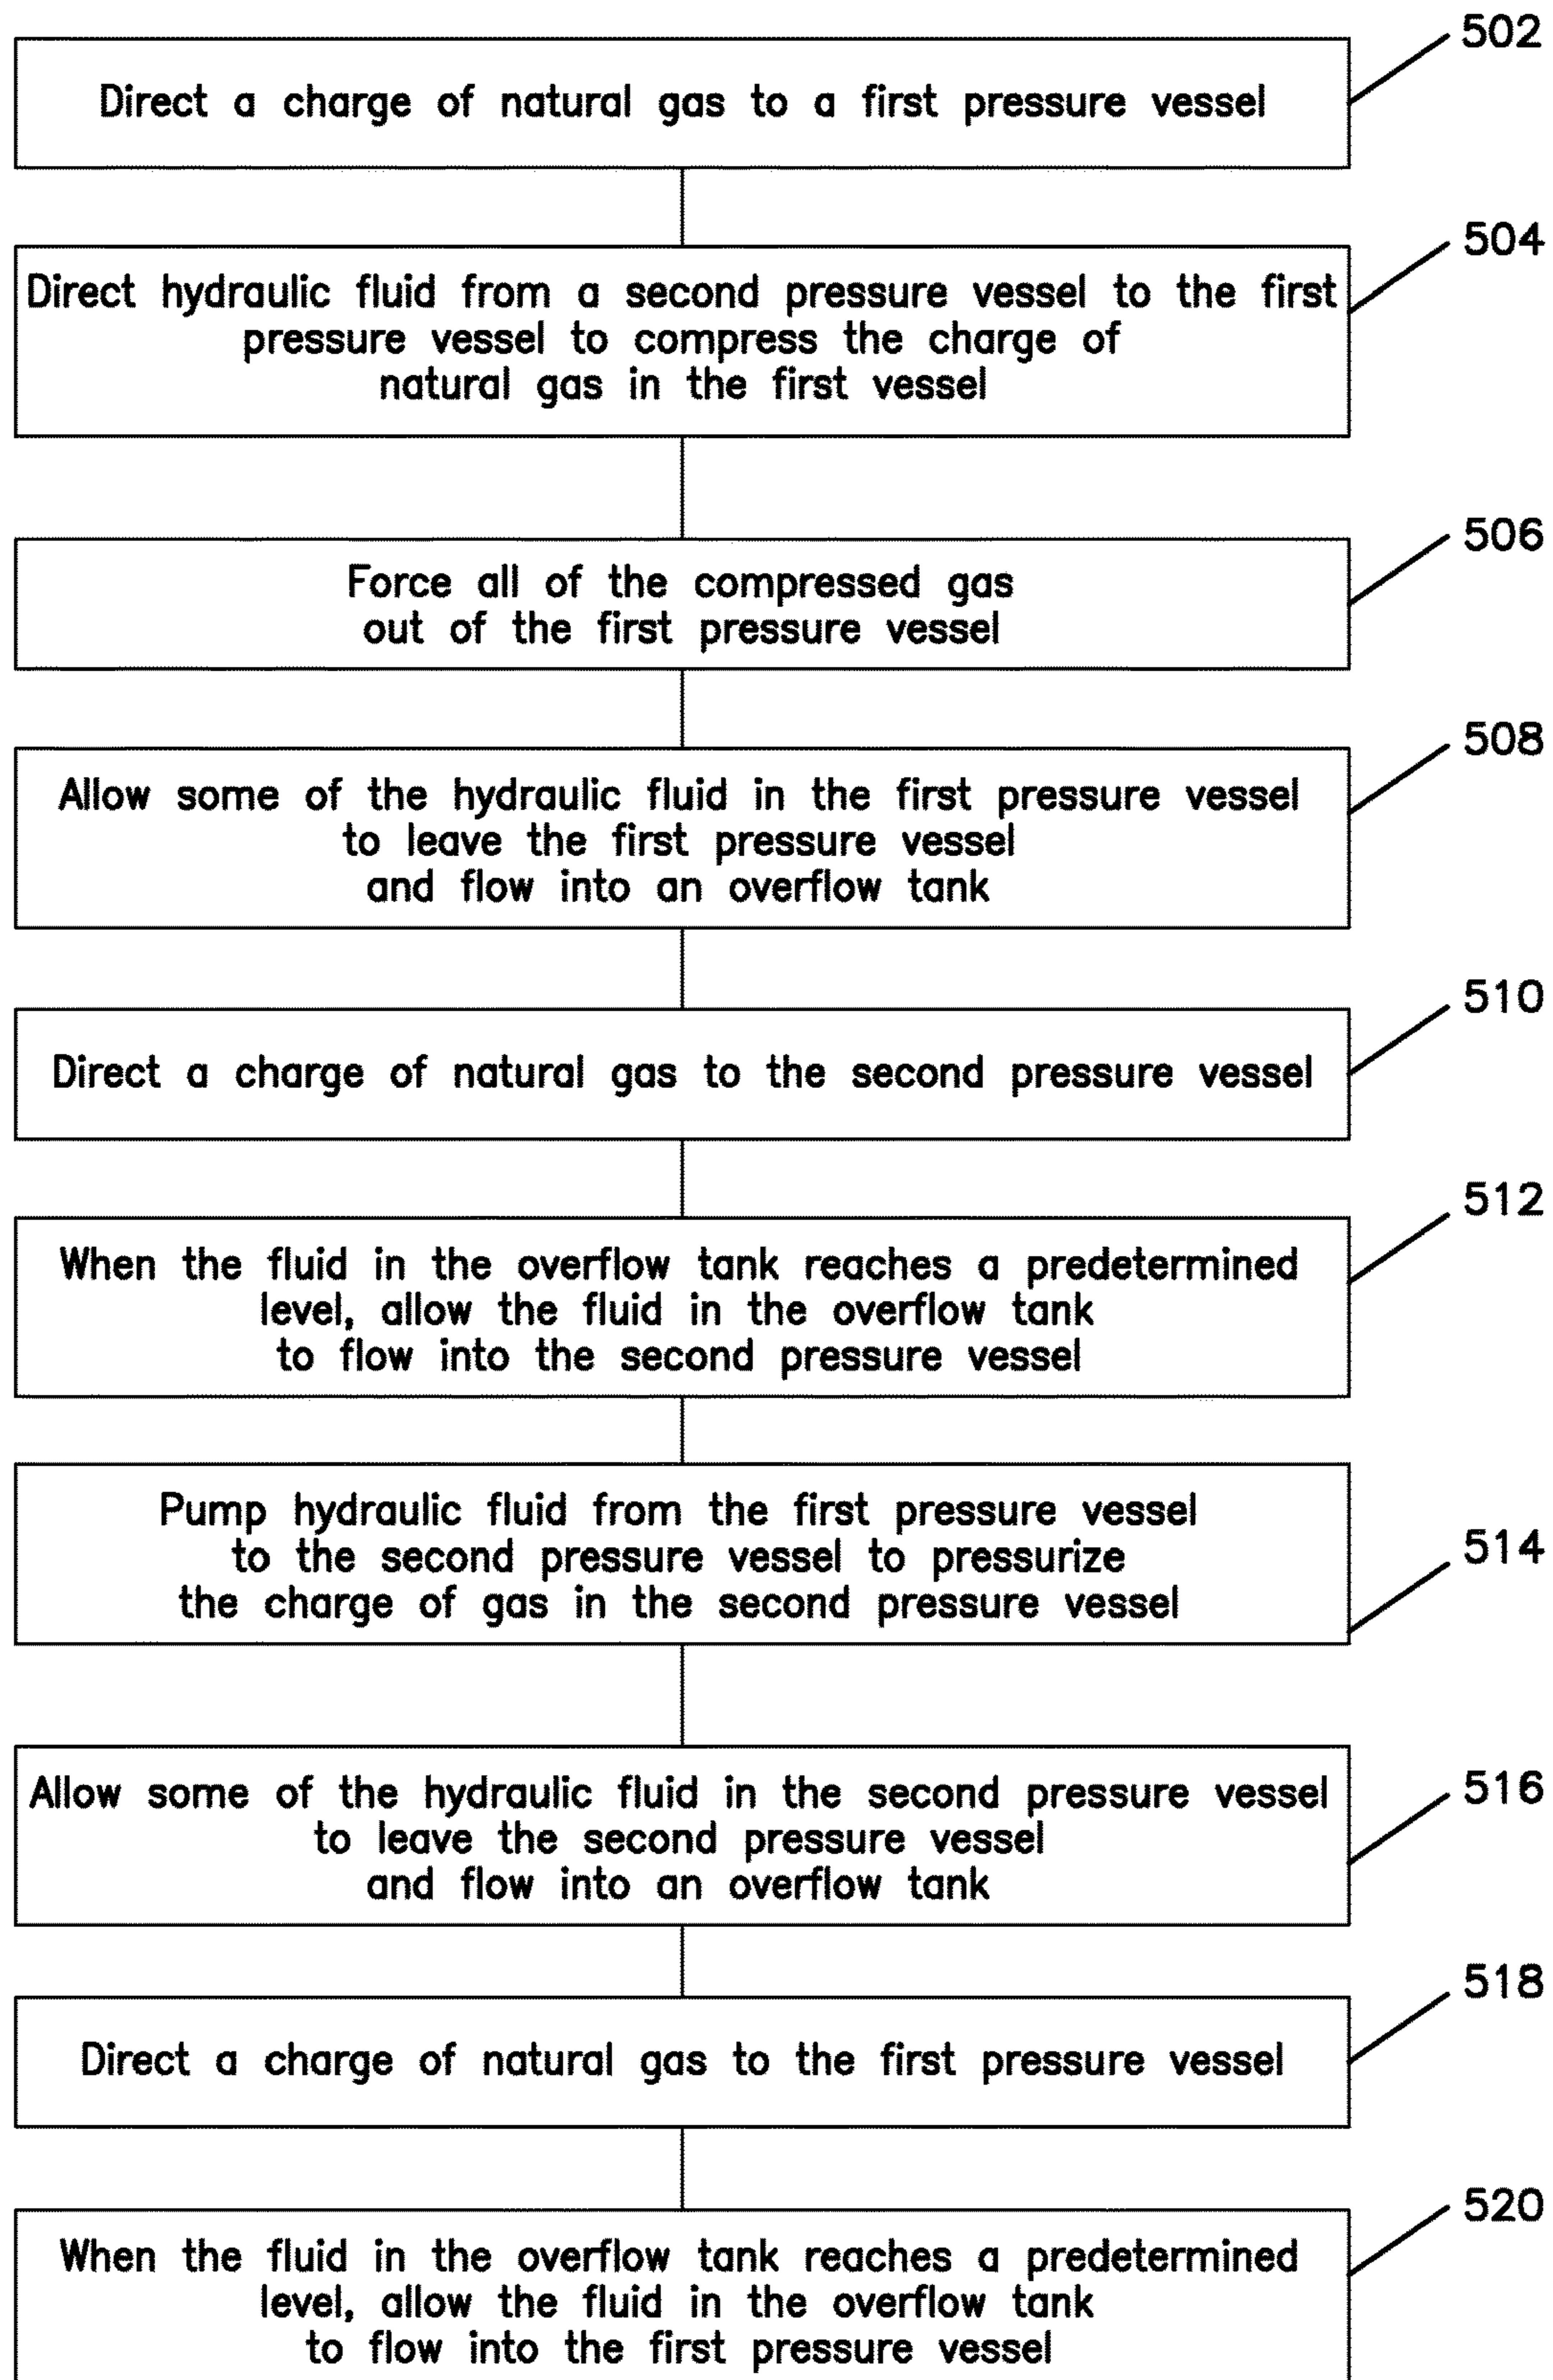 502
Direct a charge of natural gas to a first pressure vessel
504
Direct hydraulic fluid from a second pressure vessel to the first
pressure vessel to compress the charge of
natural gas in the first vessel
506
Force all of the compressed gas
out of the first pressure vessel
508
Allow some of the hydraulic fluid in the first pressure vessel
to leave the first pressure vessel
and flow into an overflow tank
510
Direct a charge of natural gas to the second pressure vessel
512
When the fluid in the overflow tank reaches a predetermined
level, allow the fluid in the overflow tank
to flow into the second pressure vessel
Pump hydraulic fluid from the first pressure vessel
to the second pressure vessel to pressurize
the charge of gas in the second pressure vessel
514
Allow some of the hydraulic fluid in the second pressure vessel
to leave the second pressure vessel
and flow into an overflow tank
516
518
Direct a charge of natural gas to the first pressure vessel
520
When the fluid in the overflow tank reaches a predetermined
level, allow the fluid in the overflow tank
to flow into the first pressure vessel